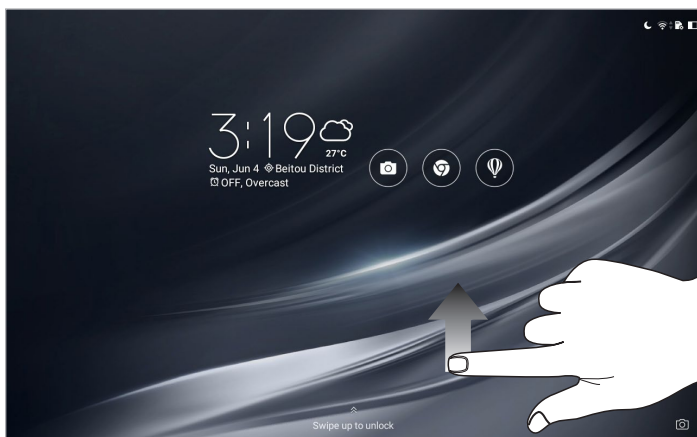 3:19
27°C
Sun, Jun 4 Beitou District
OFF, Overcast
Swipe up to unlock